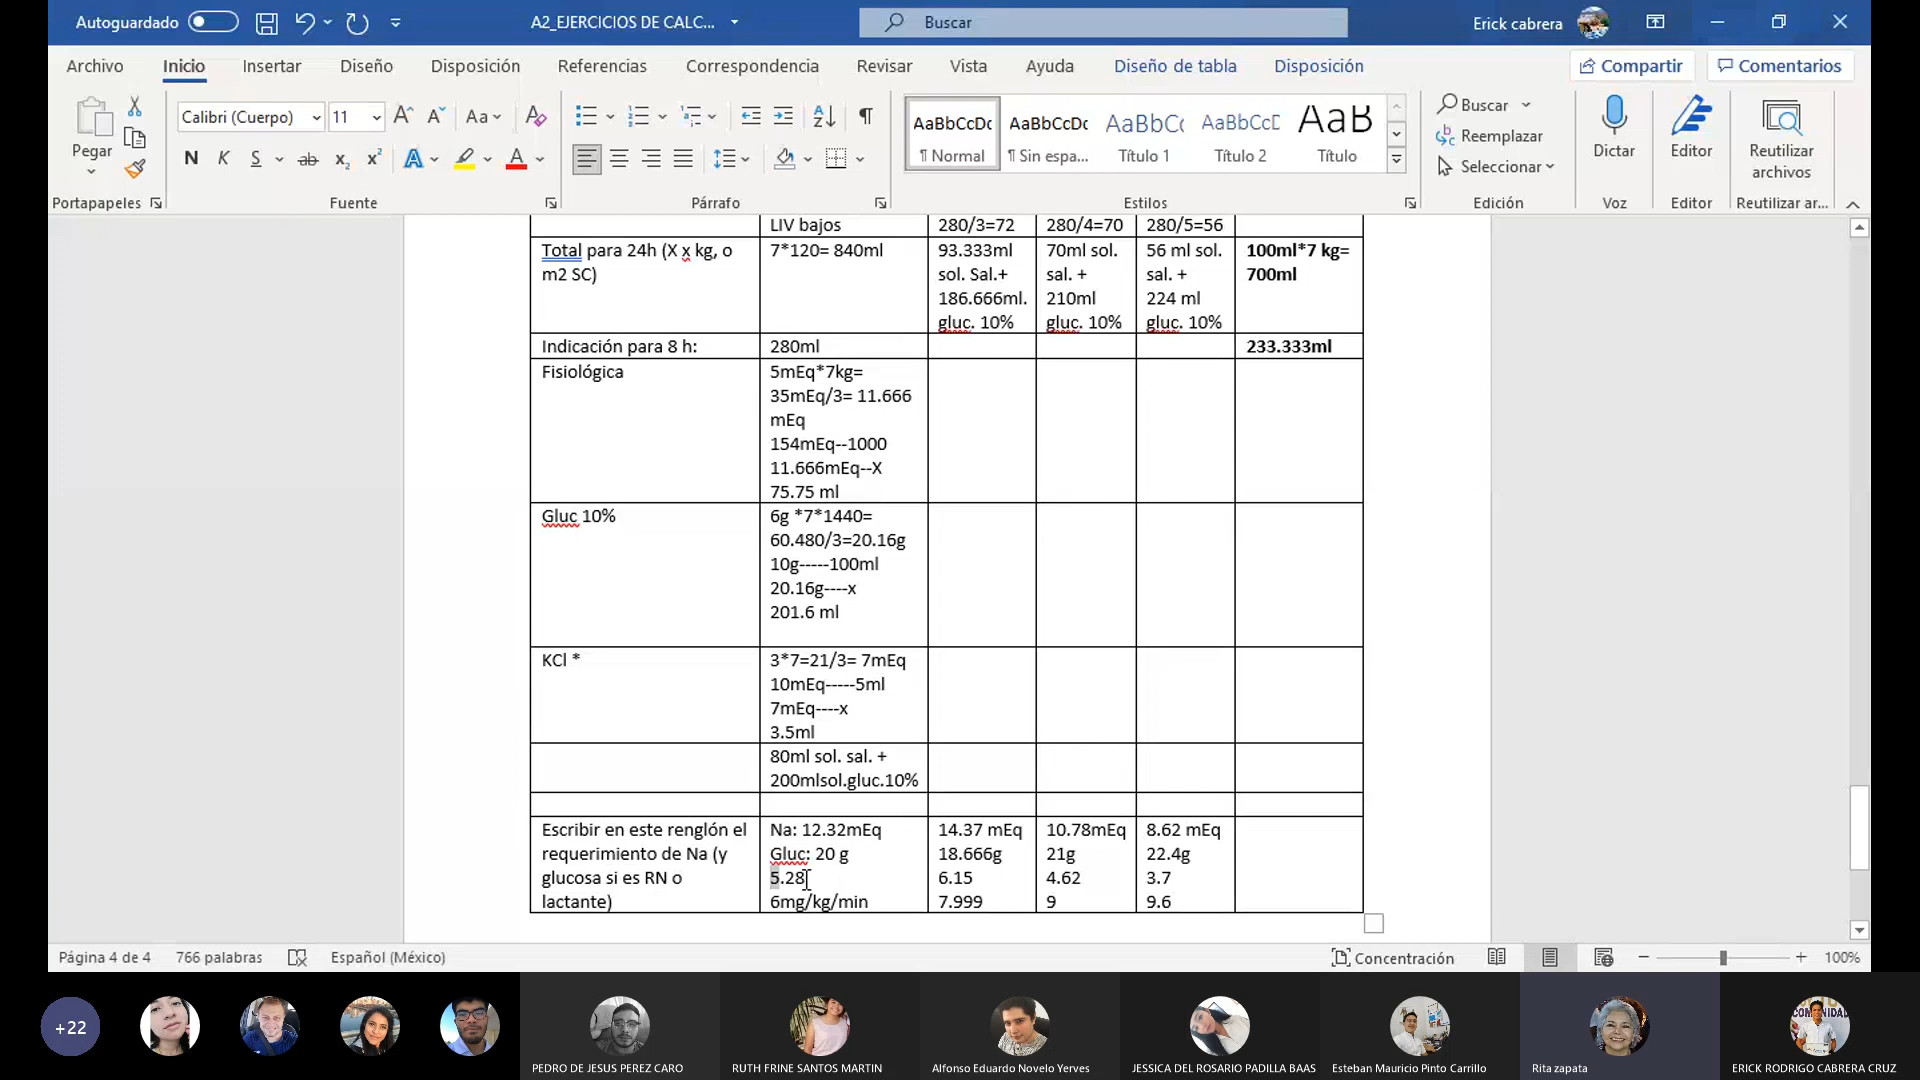 Autoguardado
A2_EJERCICIOS DE CALC...
Buscar
Erick cabrera
Archivo Inicio Insertar Diseño Disposición Referencias Correspondencia Revisar Vista Ayuda Diseño de tabla Disposición
Compartir Comentarios
Pegar
Calibri (Cuerpo) 11
Aa
N K S ab x₂ x² A A
AaBbCcDc AaBbCcDc AaBbC( AaBbCcD AaB
¶ Normal ¶ Sin espa... Título 1 Título 2 Título
Buscar
Reemplazar
Seleccionar
Dictar
Editor
Reutilizar
archivos
Portapapeles Fuente Párrafo Estilos Edición Voz Editor Reutilizar ar...
LIV bajos 280/3=72 280/4=70 280/5=56
Total para 24h (X x kg, o 7*120= 840ml 93.333ml 70ml sol. 56 ml sol. 100ml*7 kg=
m2 SC) sol. Sal.+ sal. + sal. + 700ml
186.666ml. 210ml 224 ml
gluc. 10% gluc. 10% gluc. 10%
Indicación para 8 h: 280ml 233.333ml
Fisiológica 5mEq*7kg=
35mEq/3= 11.666
mEq
154mEq--1000
11.666mEq--X
75.75 ml
Gluc 10% 6g *7*1440=
60.480/3=20.16g
10g-----100ml
20.16g----x
201.6 ml
KCl * 3*7=21/3= 7mEq
10mEq-----5ml
7mEq----x
3.5ml
80ml sol. sal. +
200mlsol.gluc.10%
Escribir en este renglón el Na: 12.32mEq 14.37 mEq 10.78mEq 8.62 mEq
requerimiento de Na (y Gluc: 20 g 18.666g 21g 22.4g
glucosa si es RN o 5.28 6.15 4.62 3.7
lactante) 6mg/kg/min 7.999 9 9.6
Página 4 de 4 766 palabras Español (México) Concentración 100%
+22
COMUNIDAD
PEDRO DE JESUS PEREZ CARO RUTH FRINE SANTOS MARTIN Alfonso Eduardo Novelo Yerves JESSICA DEL ROSARIO PADILLA BAAS Esteban Mauricio Pinto Carrillo Rita zapata ERICK RODRIGO CABRERA CRUZ